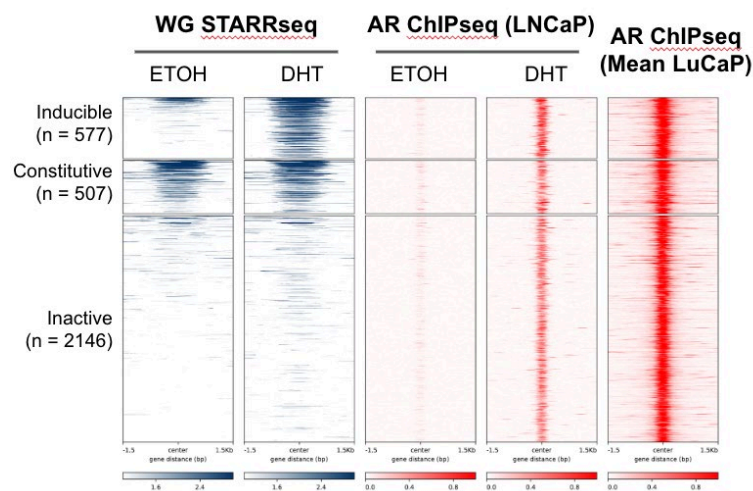 WG STARRseq
AR ChIPseq (LNCaP)
AR ChIPseq
(Mean LuCaP)
ETOH
DHT
ETOH
DHT
Inducible
(n = 577)
Constitutive
(n = 507)
Inactive
(n = 2146)
-1.5 center 1.5Kb
gene distance (bp)
-1.5 center 1.5Kb
gene distance (bp)
-1.5 center 1.5Kb
gene distance (bp)
-1.5 center 1.5Kb
gene distance (bp)
-1.5 center 1.5Kb
gene distance (bp)
1.6 2.4
1.6 2.4
0.0 0.4 0.8
0.0 0.4 0.8
0.0 0.4 0.8